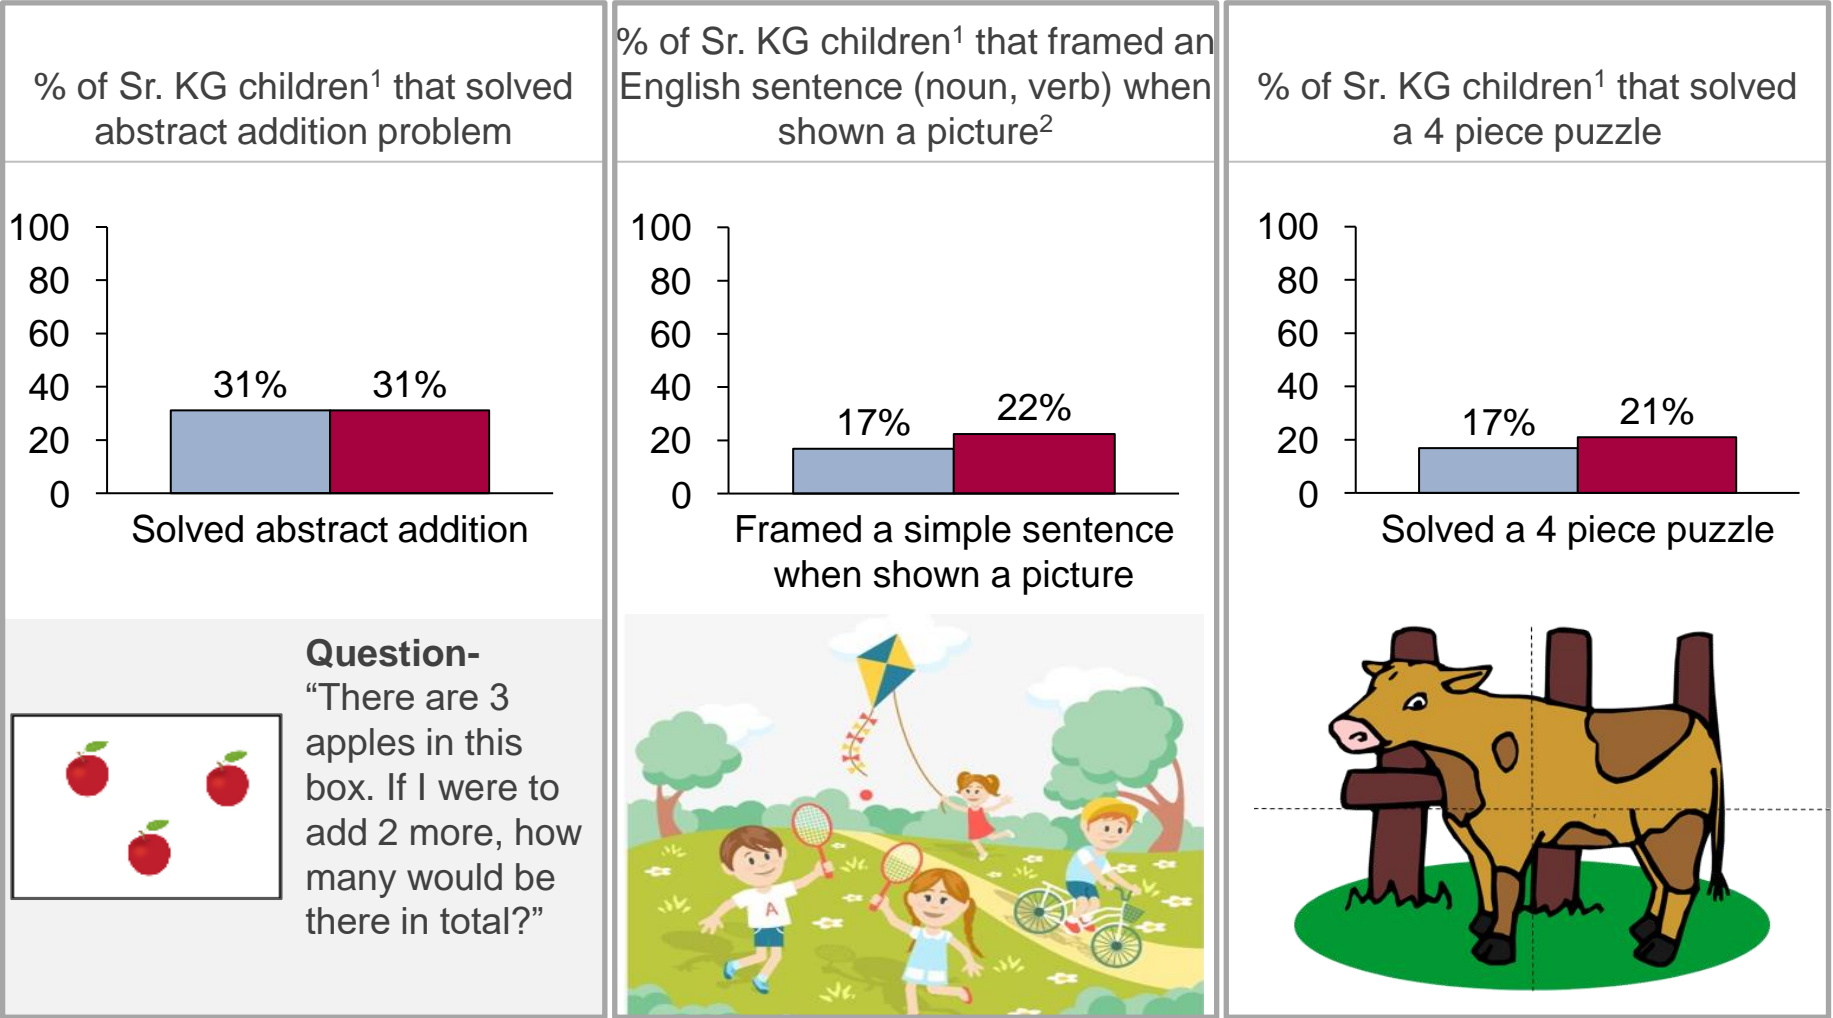 % of Sr. KG children¹ that solved
abstract addition problem
100
80
60
40
20
0
31%
31%
Solved abstract addition
Question-
“There are 3
apples in this
box. If I were to
add 2 more, how
many would be
there in total?”
% of Sr. KG children¹ that framed an
English sentence (noun, verb) when
shown a picture²
100
80
60
40
20
0
17%
22%
Framed a simple sentence
when shown a picture
A
% of Sr. KG children¹ that solved
a 4 piece puzzle
100
80
60
40
20
0
17%
21%
Solved a 4 piece puzzle